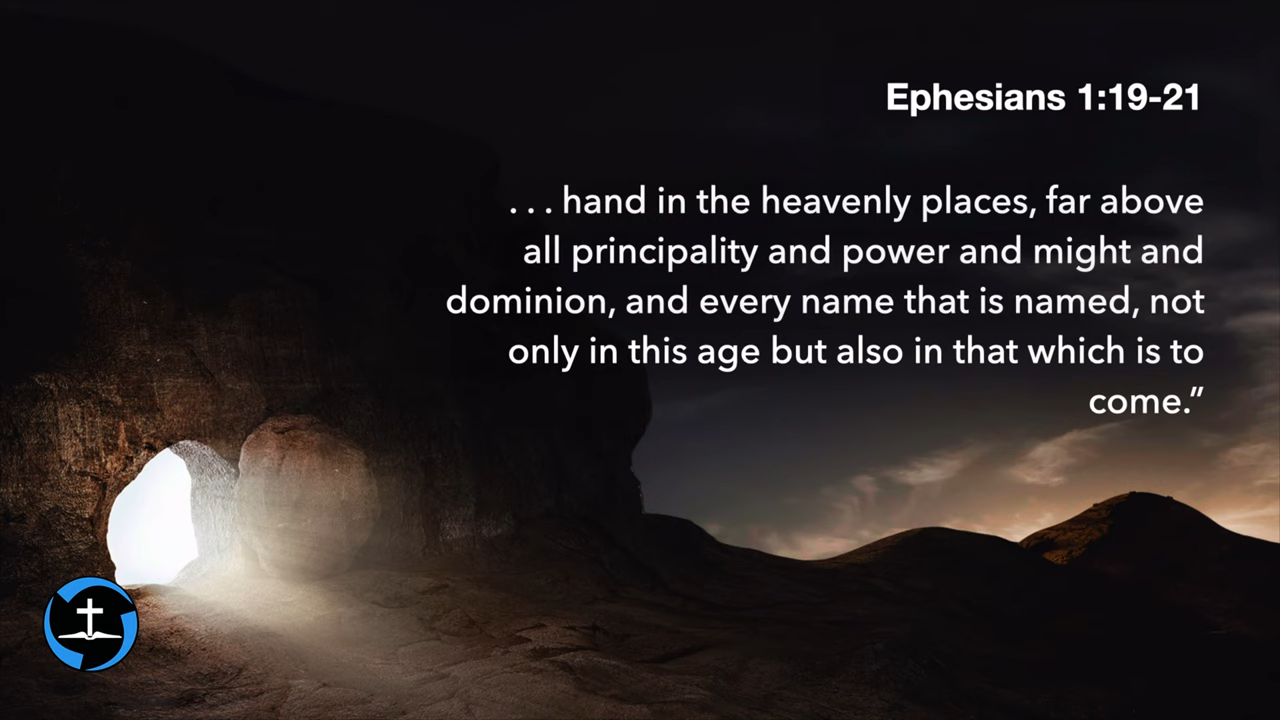 Ephesians 1:19-21
. . . hand in the heavenly places, far above
all principality and power and might and
dominion, and every name that is named, not
only in this age but also in that which is to
come.”